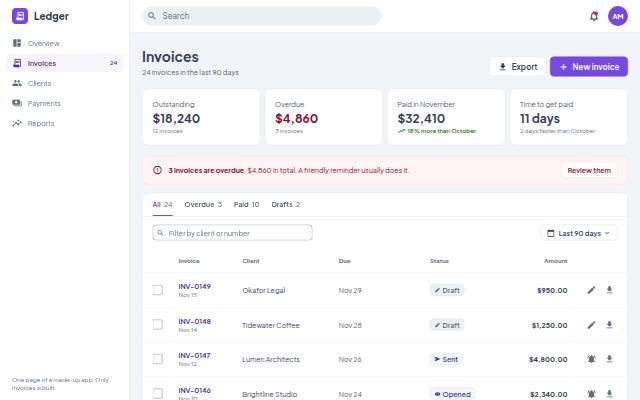 Ledger
Search
AM
Overview
Invoices 24
Clients
Payments
Reports
One page of a made-up app. Only
Invoices is built.
Invoices
24 invoices in the last 90 days
Export
New invoice
Outstanding
$18,240
12 invoices
Overdue
$4,860
3 invoices
Paid in November
$32,410
18% more than October
Time to get paid
11 days
2 days faster than October
3 invoices are overdue. $4,860 in total. A friendly reminder usually does it.
Review them
All 24 Overdue 3 Paid 10 Drafts 2
Filter by client or number
Last 90 days
Invoice Client Due Status Amount
INV-0149 Okafor Legal Nov 29 Draft $950.00
Nov 15
INV-0148 Tidewater Coffee Nov 28 Draft $1,250.00
Nov 14
INV-0147 Lumen Architects Nov 26 Sent $4,800.00
Nov 12
INV-0146 Brightline Studio Nov 24 Opened $2,340.00
Nov 10